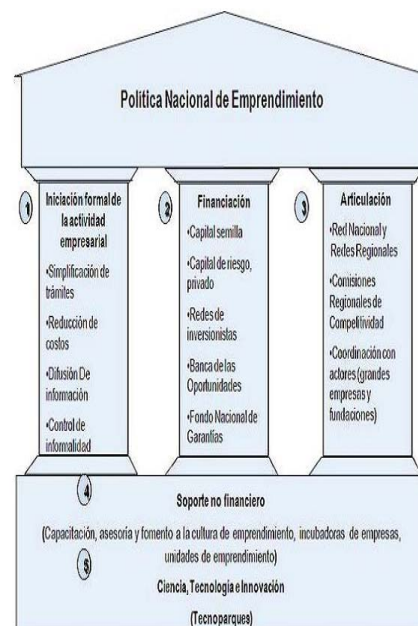 Política Nacional de Emprendimiento
1
Iniciación formal de
la actividad
empresarial
•Simplificación de
trámites
•Reducción de
costos
•Difusión De
información
•Control de
informalidad
2
Financiación
•Capital semilla
•Capital de riesgo,
privado
•Redes de
inversionistas
•Banca de las
Oportunidades
•Fondo Nacional de
Garantías
3
Articulación
•Red Nacional y
Redes Regionales
•Comisiones
Regionales de
Competitividad
•Coordinación con
actores (grandes
empresas y
fundaciones)
4
Soporte no financiero
(Capacitación, asesoría y fomento a la cultura de emprendimiento, incubadoras de empresas,
unidades de emprendimiento)
5
Ciencia, Tecnología e Innovación
(Tecnoparques)